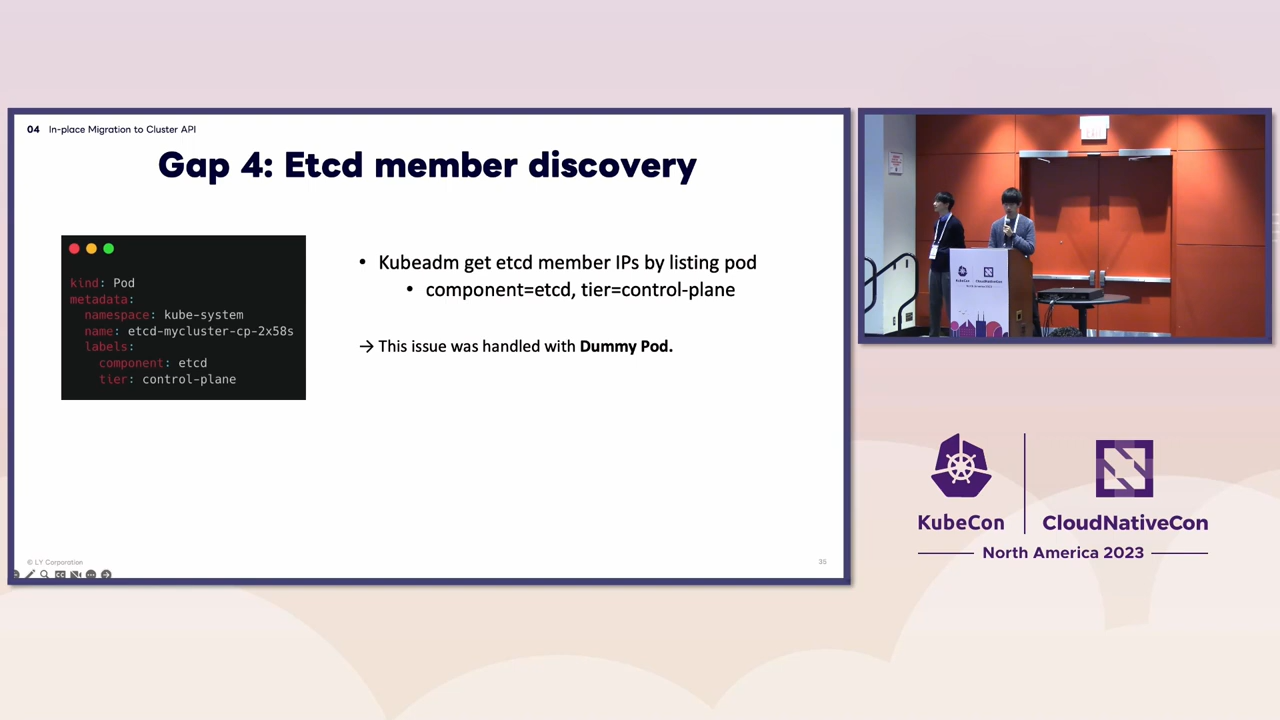 04 In-place Migration to Cluster API
Gap 4: Etcd member discovery
kind: Pod
metadata:
  namespace: kube-system
  name: etcd-mycluster-cp-2x58s
  labels:
    component: etcd
    tier: control-plane
• Kubeadm get etcd member IPs by listing pod
• component=etcd, tier=control-plane
→ This issue was handled with Dummy Pod.
© LY Corporation
35
KubeCon
CloudNativeCon
North America 2023